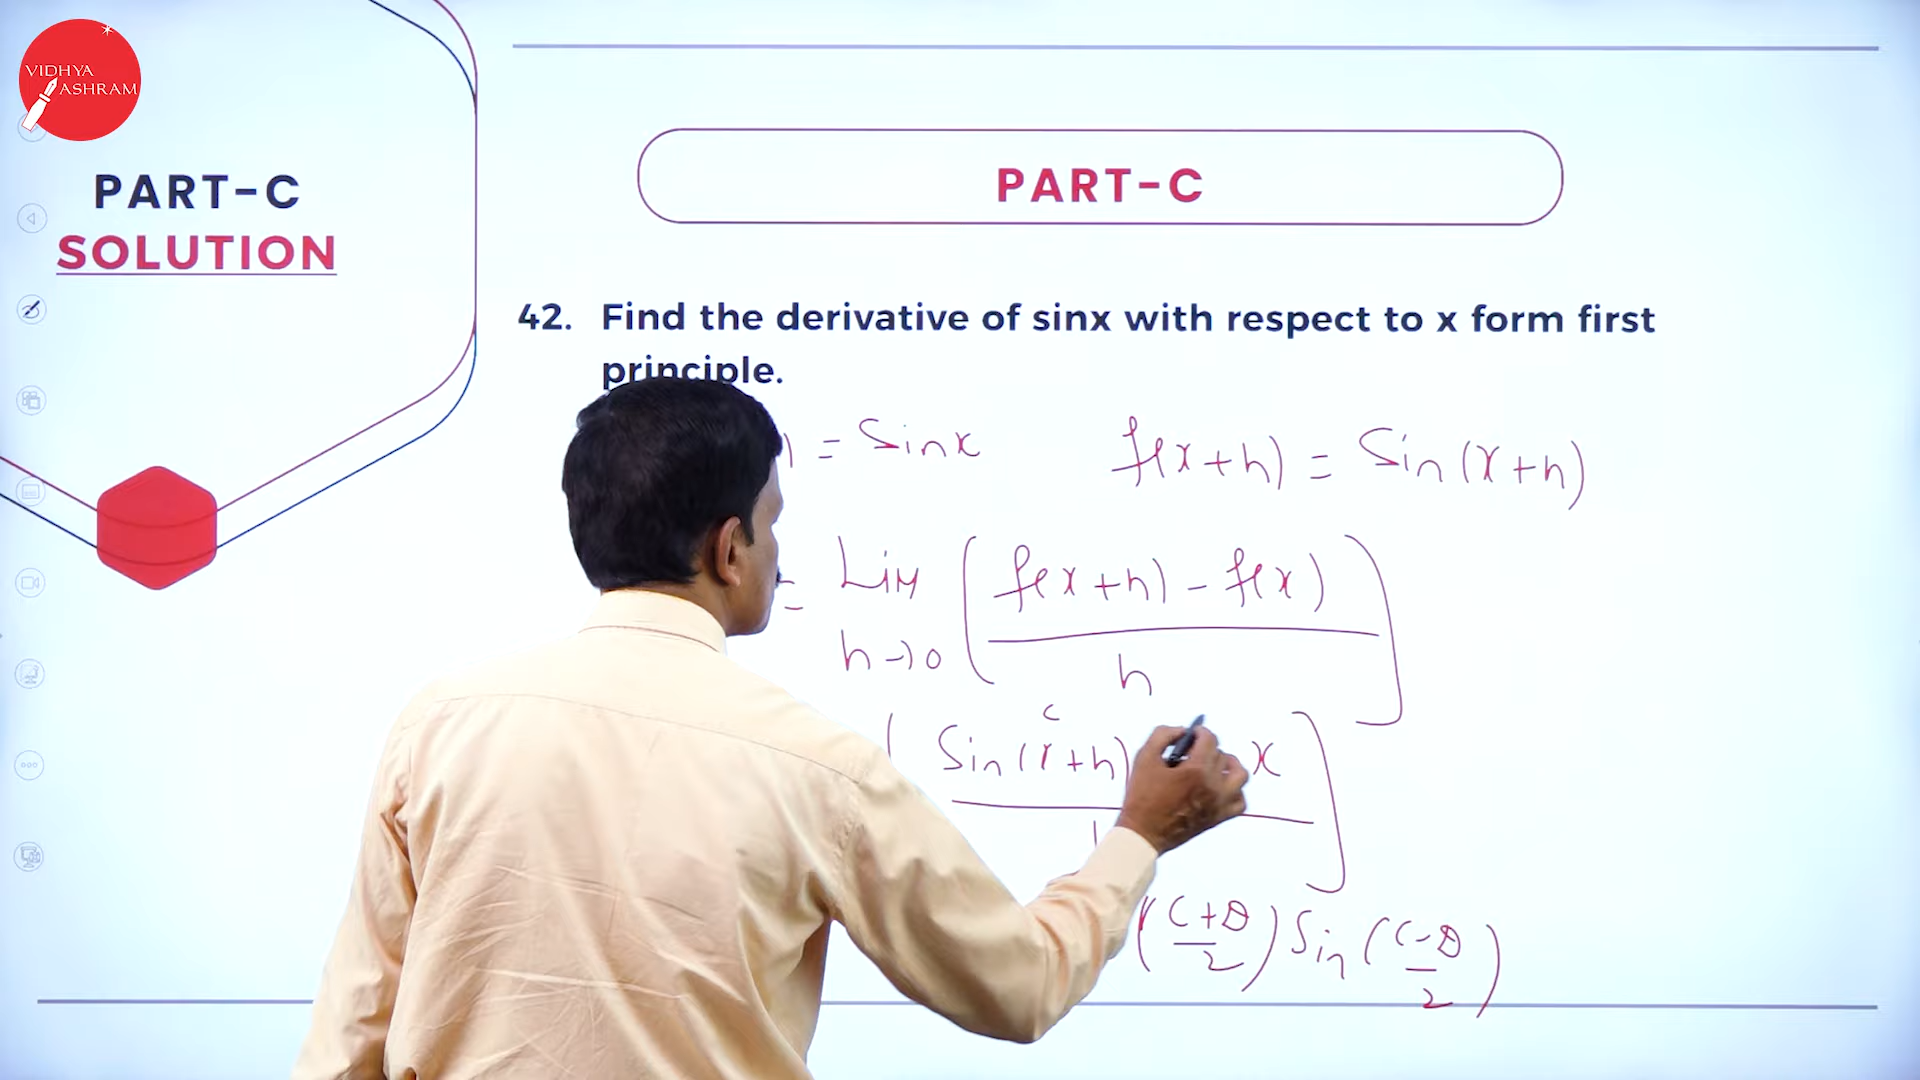 VIDHYA
ASHRAM
PART-C
SOLUTION
PART-C
42. Find the derivative of sinx with respect to x form first
principle.
) = Sinx
f(x+h) = Sin(x+h)
= Lim [ f(x+h) - f(x) ]
h→0 h
c
Sin(x+h) x
(C+D) Sin (C-D)
2 2